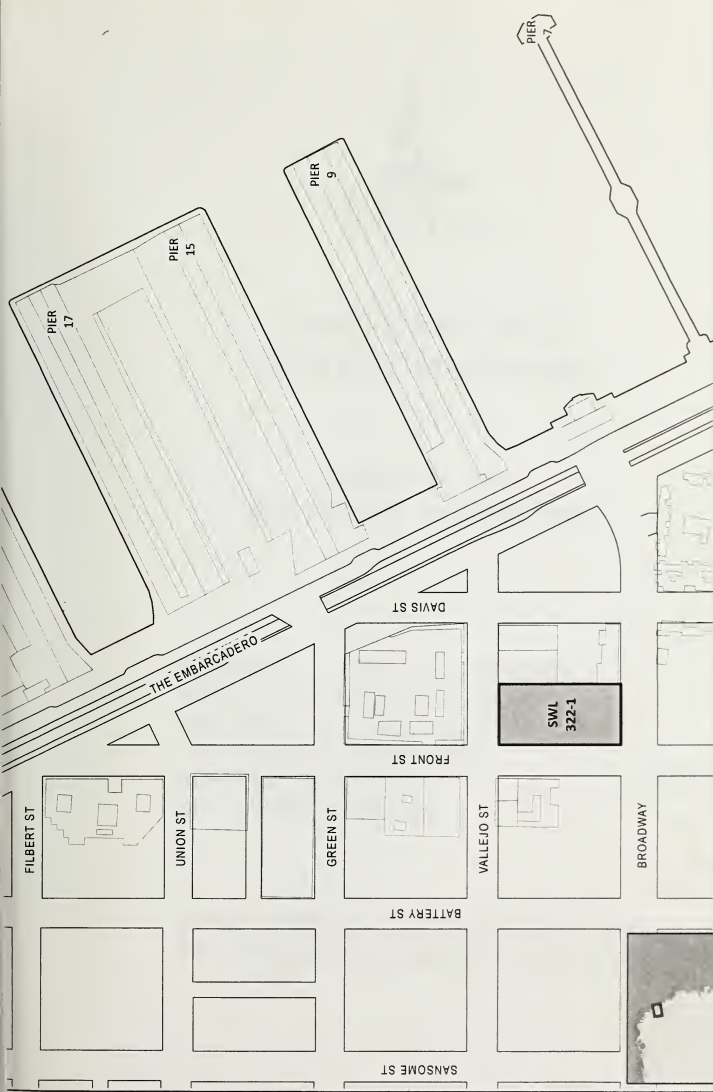 PIER
7
PIER
9
PIER
15
PIER
17
THE EMBARCADERO
DAVIS ST
SWL
322-1
FRONT ST
FILBERT ST
UNION ST
GREEN ST
VALLEJO ST
BROADWAY
BATTERY ST
SANSOME ST